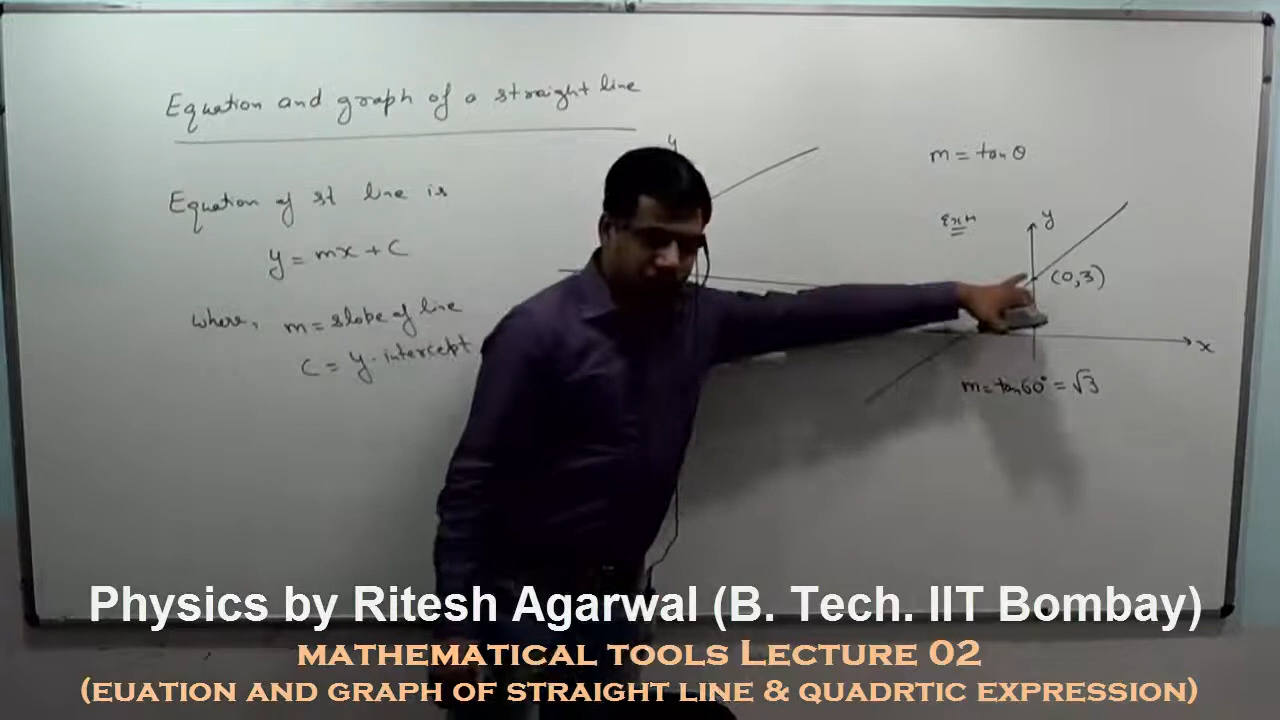 Equation and graph of a straight line
Equation of st line is
y = mx + c
where, m = slope of line
c = y-intercept
y
m = tan θ
Exn
y
(0,3)
x
m = tan60° = √3
Physics by Ritesh Agarwal (B. Tech. IIT Bombay)
MATHEMATICAL TOOLS LECTURE 02
(EUATION AND GRAPH OF STRAIGHT LINE & QUADRTIC EXPRESSION)